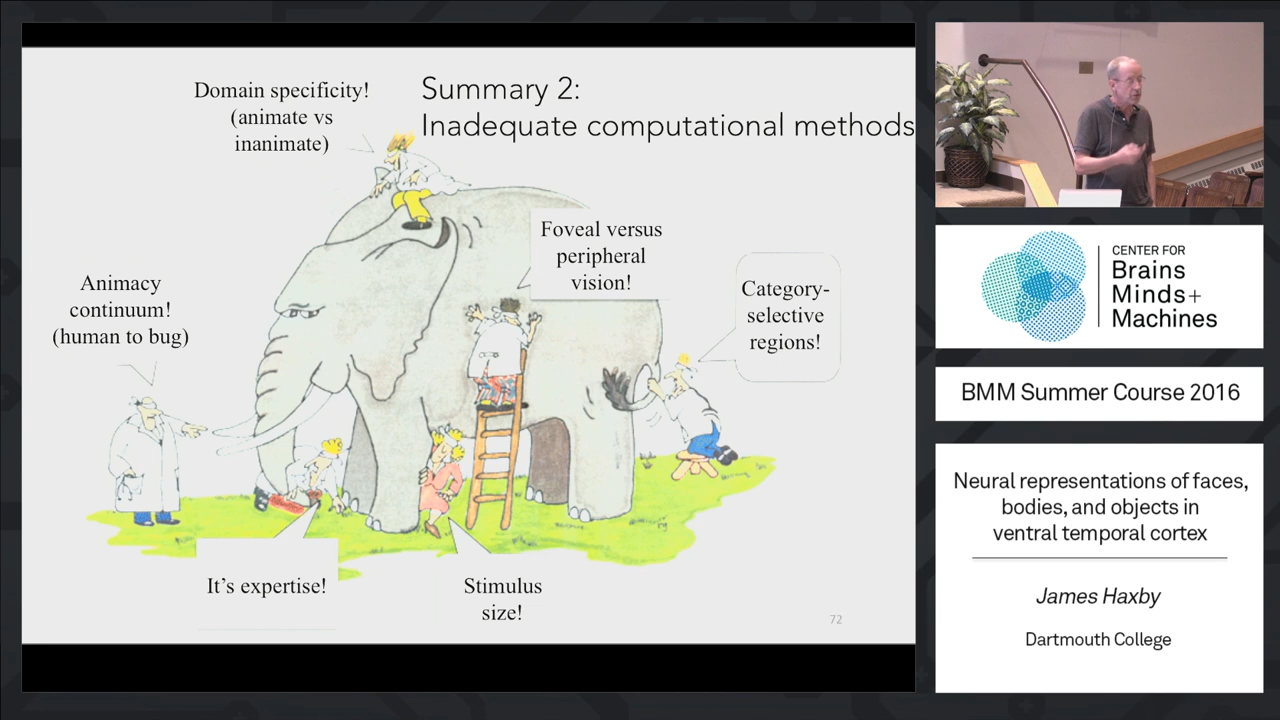 Domain specificity!
(animate vs
inanimate)
Summary 2:
Inadequate computational methods
Foveal versus
peripheral
vision!
Category-
selective
regions!
Animacy
continuum!
(human to bug)
It's expertise!
Stimulus
size!
72
CENTER FOR
Brains
Minds+
Machines
BMM Summer Course 2016
Neural representations of faces,
bodies, and objects in
ventral temporal cortex
James Haxby
Dartmouth College